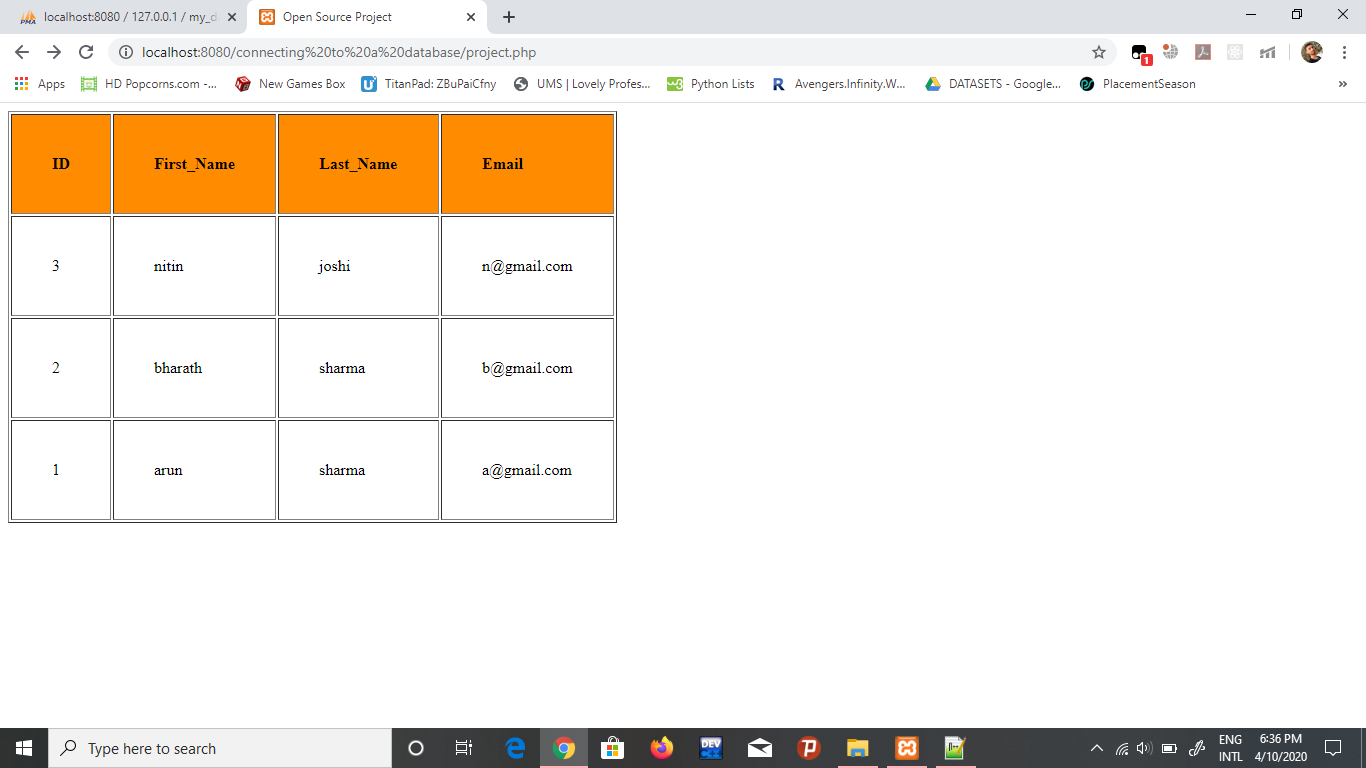 localhost:8080 / 127.0.0.1 / my_d
Open Source Project
localhost:8080/connecting%20to%20a%20database/project.php
1
Apps HD Popcorns.com -... New Games Box TitanPad: ZBuPaiCfny UMS | Lovely Profes... Python Lists Avengers.Infinity.W... DATASETS - Google... PlacementSeason »
ID First_Name Last_Name Email
3 nitin joshi n@gmail.com
2 bharath sharma b@gmail.com
1 arun sharma a@gmail.com
Type here to search
DEV
ENG 6:36 PM
INTL 4/10/2020